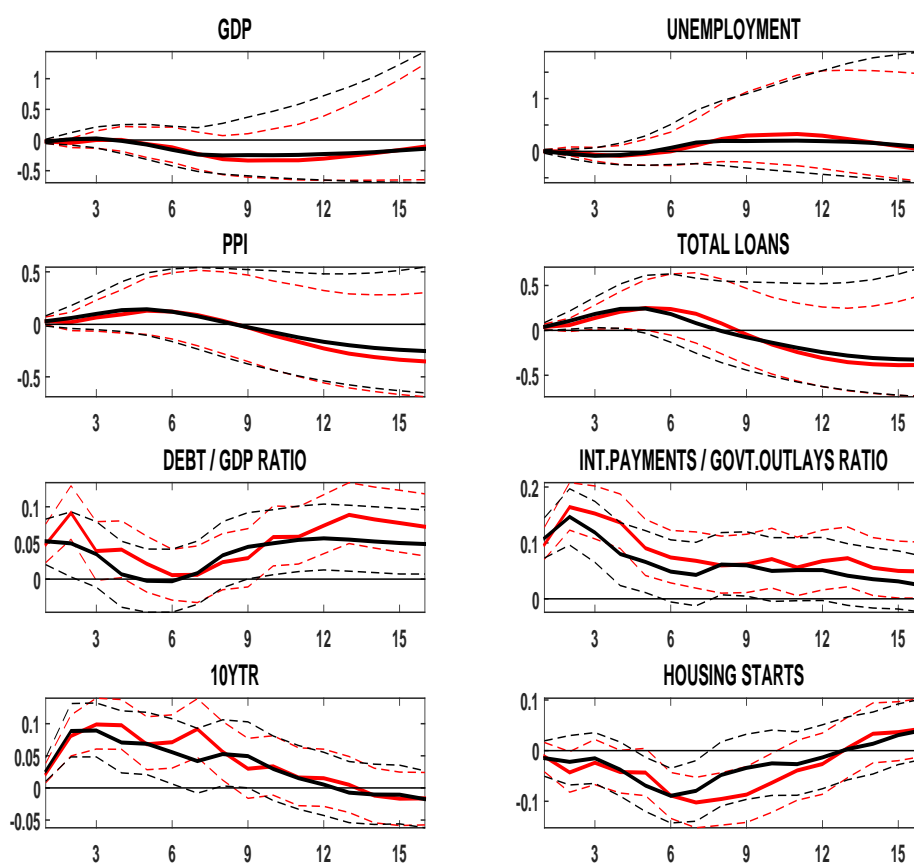 GDP
1
0.5
0
-0.5
3 6 9 12 15
UNEMPLOYMENT
1
0
3 6 9 12 15
PPI
0.5
0
-0.5
3 6 9 12 15
TOTAL LOANS
0.5
0
-0.5
3 6 9 12 15
DEBT / GDP RATIO
0.1
0.05
0
3 6 9 12 15
INT.PAYMENTS / GOVT.OUTLAYS RATIO
0.2
0.1
0
3 6 9 12 15
10YTR
0.1
0.05
0
-0.05
3 6 9 12 15
HOUSING STARTS
0.1
0
-0.1
3 6 9 12 15